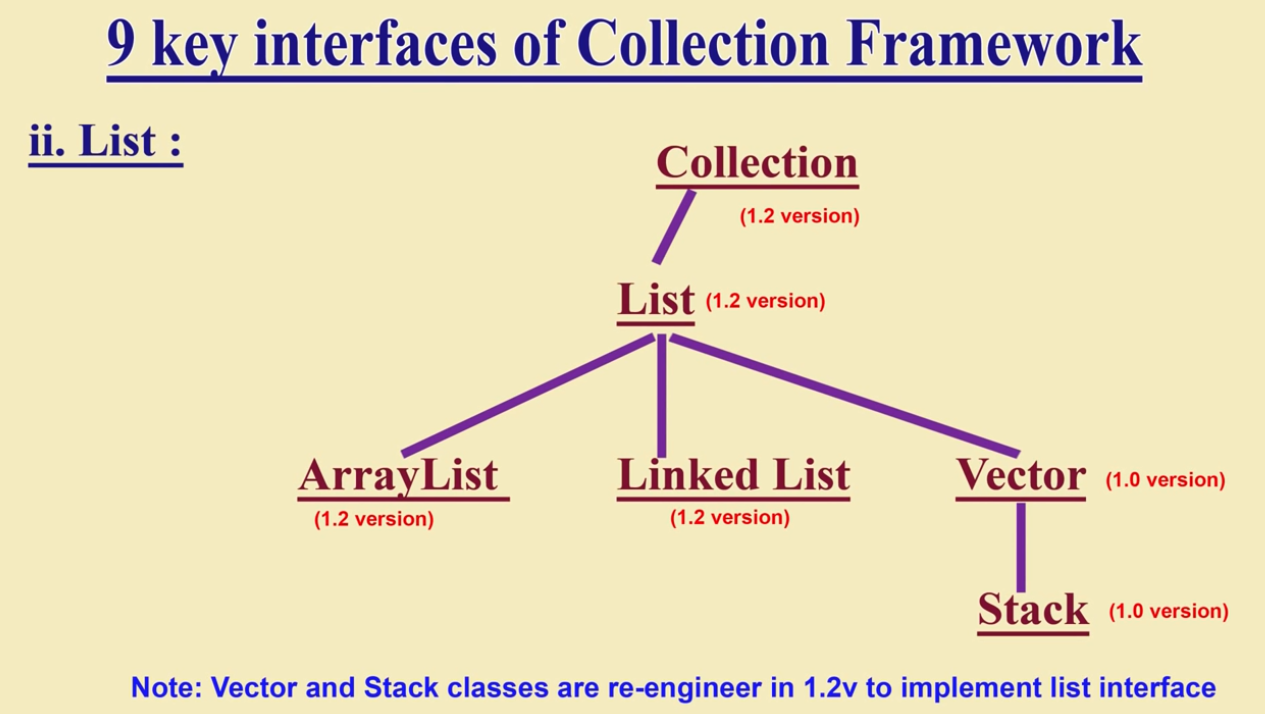 9 key interfaces of Collection Framework
ii. List :
Collection
(1.2 version)
List (1.2 version)
ArrayList
(1.2 version)
Linked List
(1.2 version)
Vector (1.0 version)
Stack (1.0 version)
Note: Vector and Stack classes are re-engineer in 1.2v to implement list interface